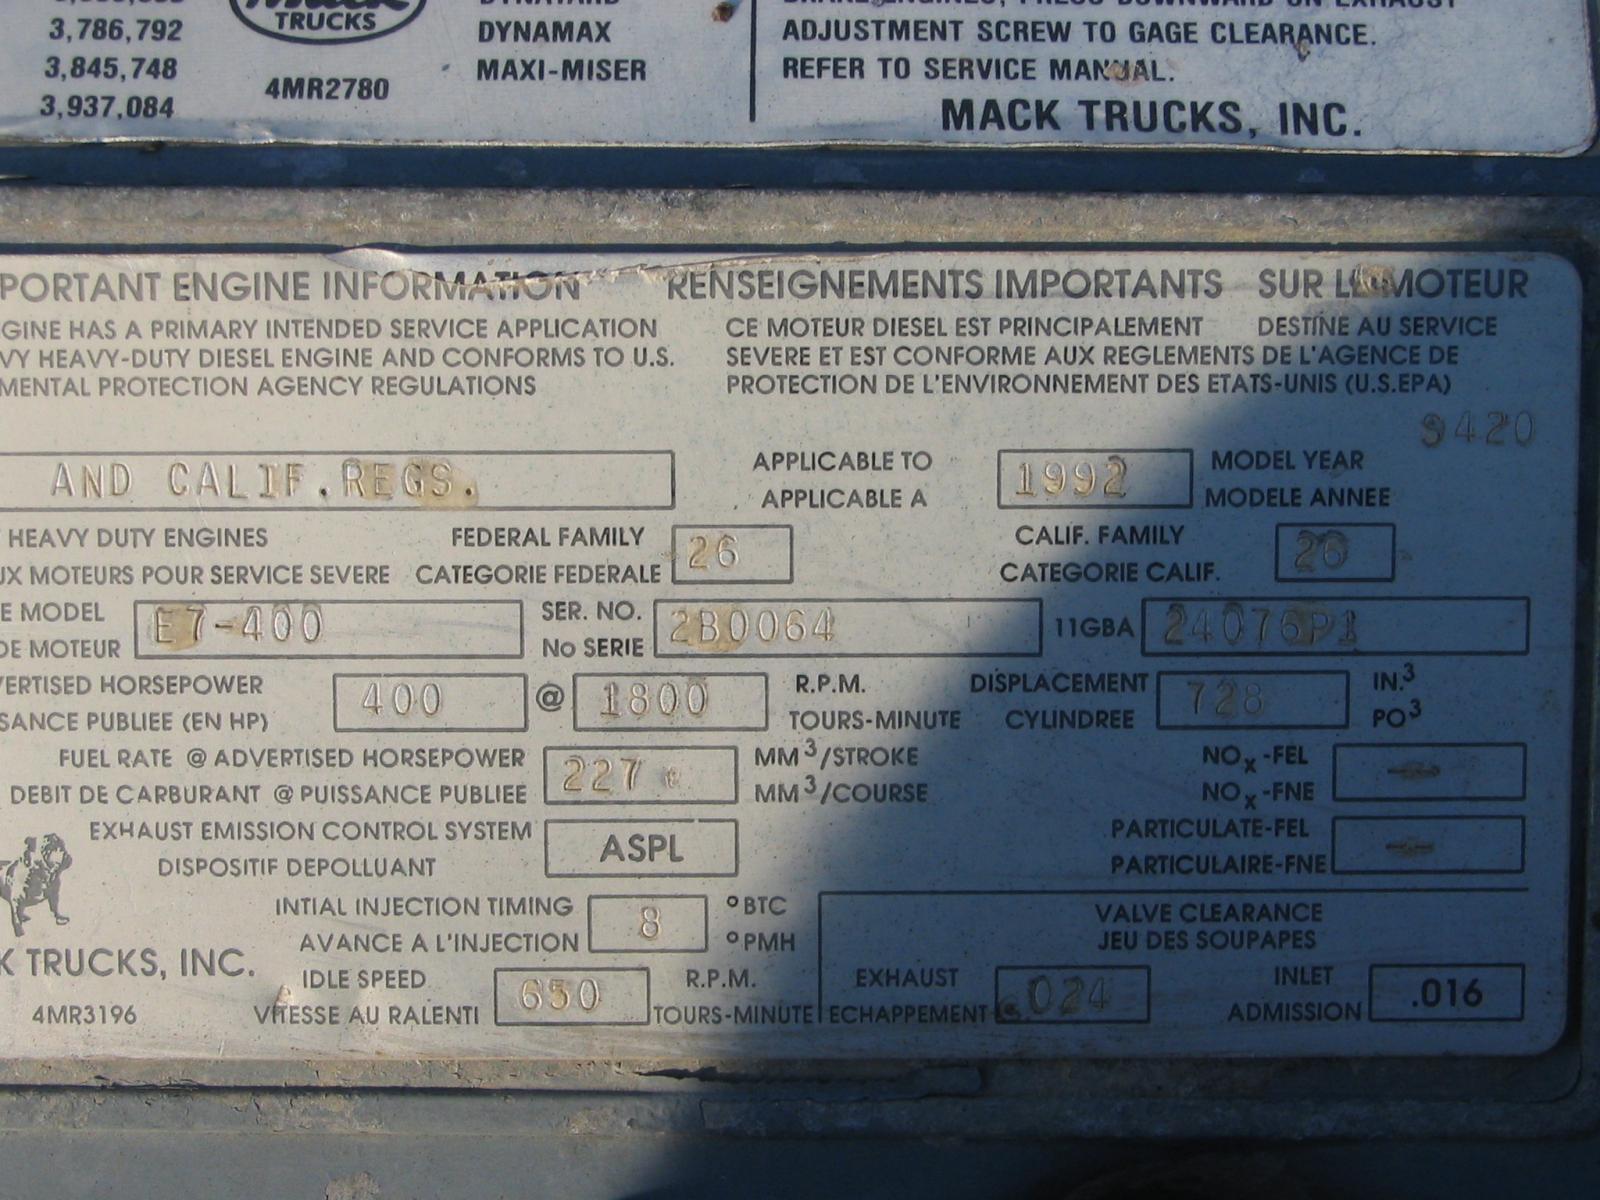 3,786,792
3,845,748
3,937,084
TRUCKS
4MR2780
DYNAMAX
MAXI-MISER
ADJUSTMENT SCREW TO GAGE CLEARANCE.
REFER TO SERVICE MANUAL.
MACK TRUCKS, INC.
PORTANT ENGINE INFORMATION RENSEIGNEMENTS IMPORTANTS SUR LE MOTEUR
GINE HAS A PRIMARY INTENDED SERVICE APPLICATION
VY HEAVY-DUTY DIESEL ENGINE AND CONFORMS TO U.S.
MENTAL PROTECTION AGENCY REGULATIONS
CE MOTEUR DIESEL EST PRINCIPALEMENT DESTINE AU SERVICE
SEVERE ET EST CONFORME AUX REGLEMENTS DE L'AGENCE DE
PROTECTION DE L'ENVIRONNEMENT DES ETATS-UNIS (U.S.EPA)
9420
AND CALIF.REGS.
APPLICABLE TO 1992 MODEL YEAR
APPLICABLE A MODELE ANNEE
HEAVY DUTY ENGINES FEDERAL FAMILY 26 CALIF. FAMILY 26
UX MOTEURS POUR SERVICE SEVERE CATEGORIE FEDERALE CATEGORIE CALIF.
E MODEL E7-400 SER. NO. 2B0064 11GBA 24076P1
DE MOTEUR No SERIE
VERTISED HORSEPOWER 400 @ 1800 R.P.M. DISPLACEMENT 728 IN.³
SANCE PUBLIEE (EN HP) TOURS-MINUTE CYLINDREE PO³
FUEL RATE @ ADVERTISED HORSEPOWER 227 MM³/STROKE NOx-FEL -
DEBIT DE CARBURANT @ PUISSANCE PUBLIEE MM³/COURSE NOx-FNE
EXHAUST EMISSION CONTROL SYSTEM ASPL PARTICULATE-FEL -
DISPOSITIF DEPOLLUANT PARTICULAIRE-FNE
INTIAL INJECTION TIMING 8 °BTC VALVE CLEARANCE
AVANCE A L'INJECTION °PMH JEU DES SOUPAPES
K TRUCKS, INC.
IDLE SPEED 650 R.P.M. EXHAUST .024 INLET .016
4MR3196 VITESSE AU RALENTI TOURS-MINUTE ECHAPPEMENT ADMISSION